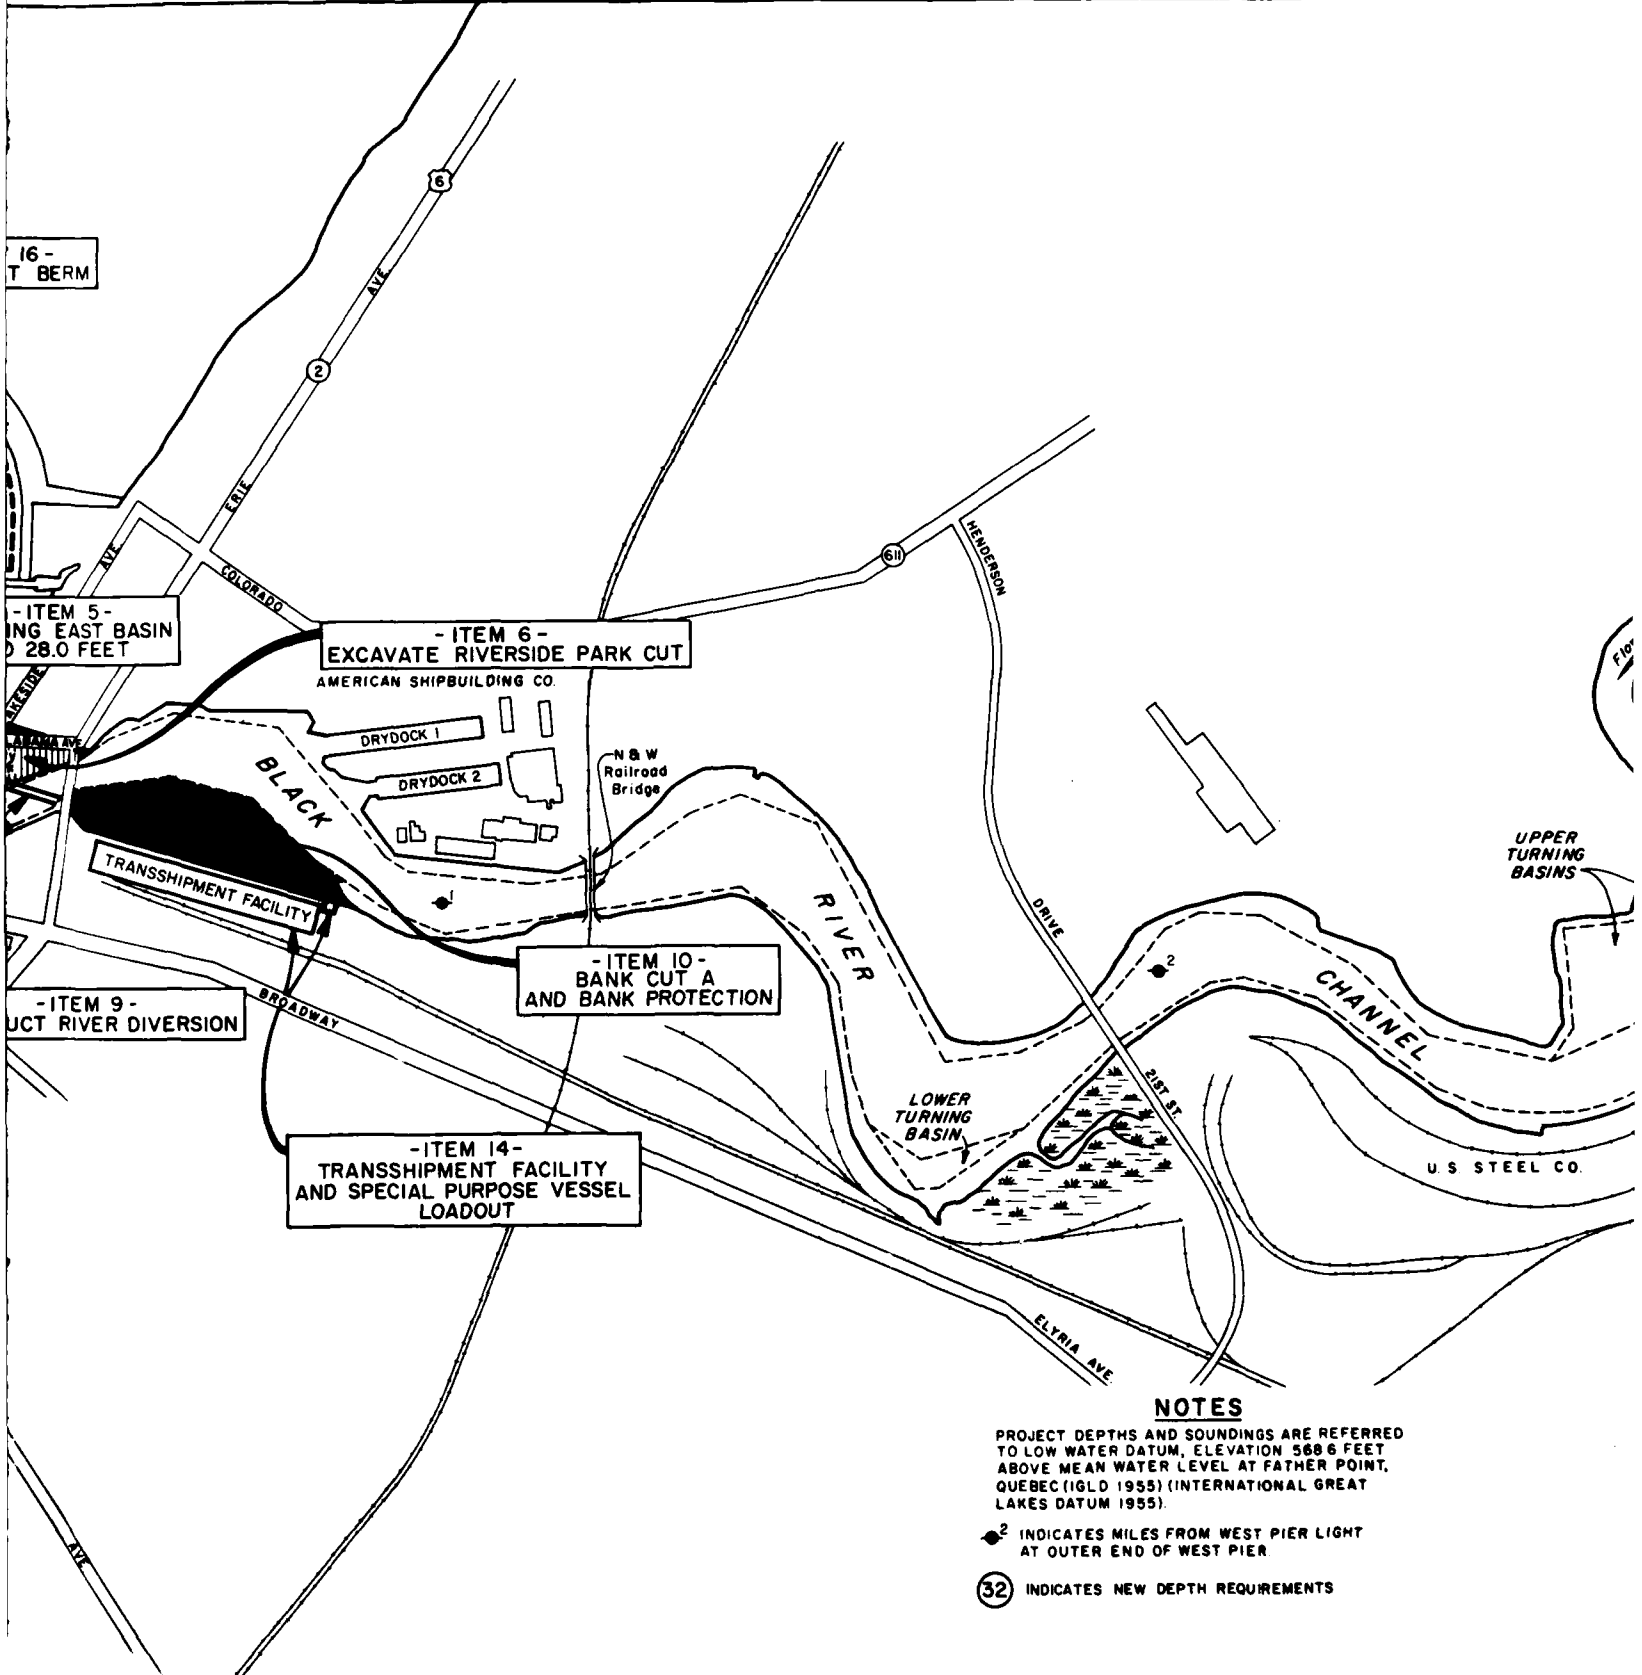 6
AVE.
16 -
T BERM
2
ERIE
AVE.
611
HENDERSON
COLORADO
- ITEM 5 -
ING EAST BASIN
28.0 FEET
- ITEM 6 -
EXCAVATE RIVERSIDE PARK CUT
AMERICAN SHIPBUILDING CO.
AKESIDE
DRYDOCK 1
DRYDOCK 2
N & W
Railroad
Bridge
BLACK
UPPER
TURNING
BASINS
TRANSSHIPMENT FACILITY
1
RIVER
DRIVE
2
CHANNEL
- ITEM 10 -
BANK CUT A
AND BANK PROTECTION
- ITEM 9 -
UCT RIVER DIVERSION
BROADWAY
21ST ST.
LOWER
TURNING
BASIN
U.S. STEEL CO.
- ITEM 14 -
TRANSSHIPMENT FACILITY
AND SPECIAL PURPOSE VESSEL
LOADOUT
ELYRIA AVE.
AVE
NOTES
PROJECT DEPTHS AND SOUNDINGS ARE REFERRED
TO LOW WATER DATUM, ELEVATION 568.6 FEET
ABOVE MEAN WATER LEVEL AT FATHER POINT,
QUEBEC (IGLD 1955) (INTERNATIONAL GREAT
LAKES DATUM 1955).
2 INDICATES MILES FROM WEST PIER LIGHT
AT OUTER END OF WEST PIER
32 INDICATES NEW DEPTH REQUIREMENTS